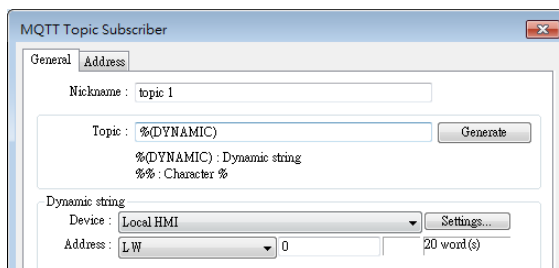 MQTT Topic Subscriber
General Address
Nickname : topic 1
Topic : %(DYNAMIC) Generate
%(DYNAMIC) : Dynamic string
%% : Character %
Dynamic string
Device : Local HMI Settings...
Address : LW 0 20 word(s)